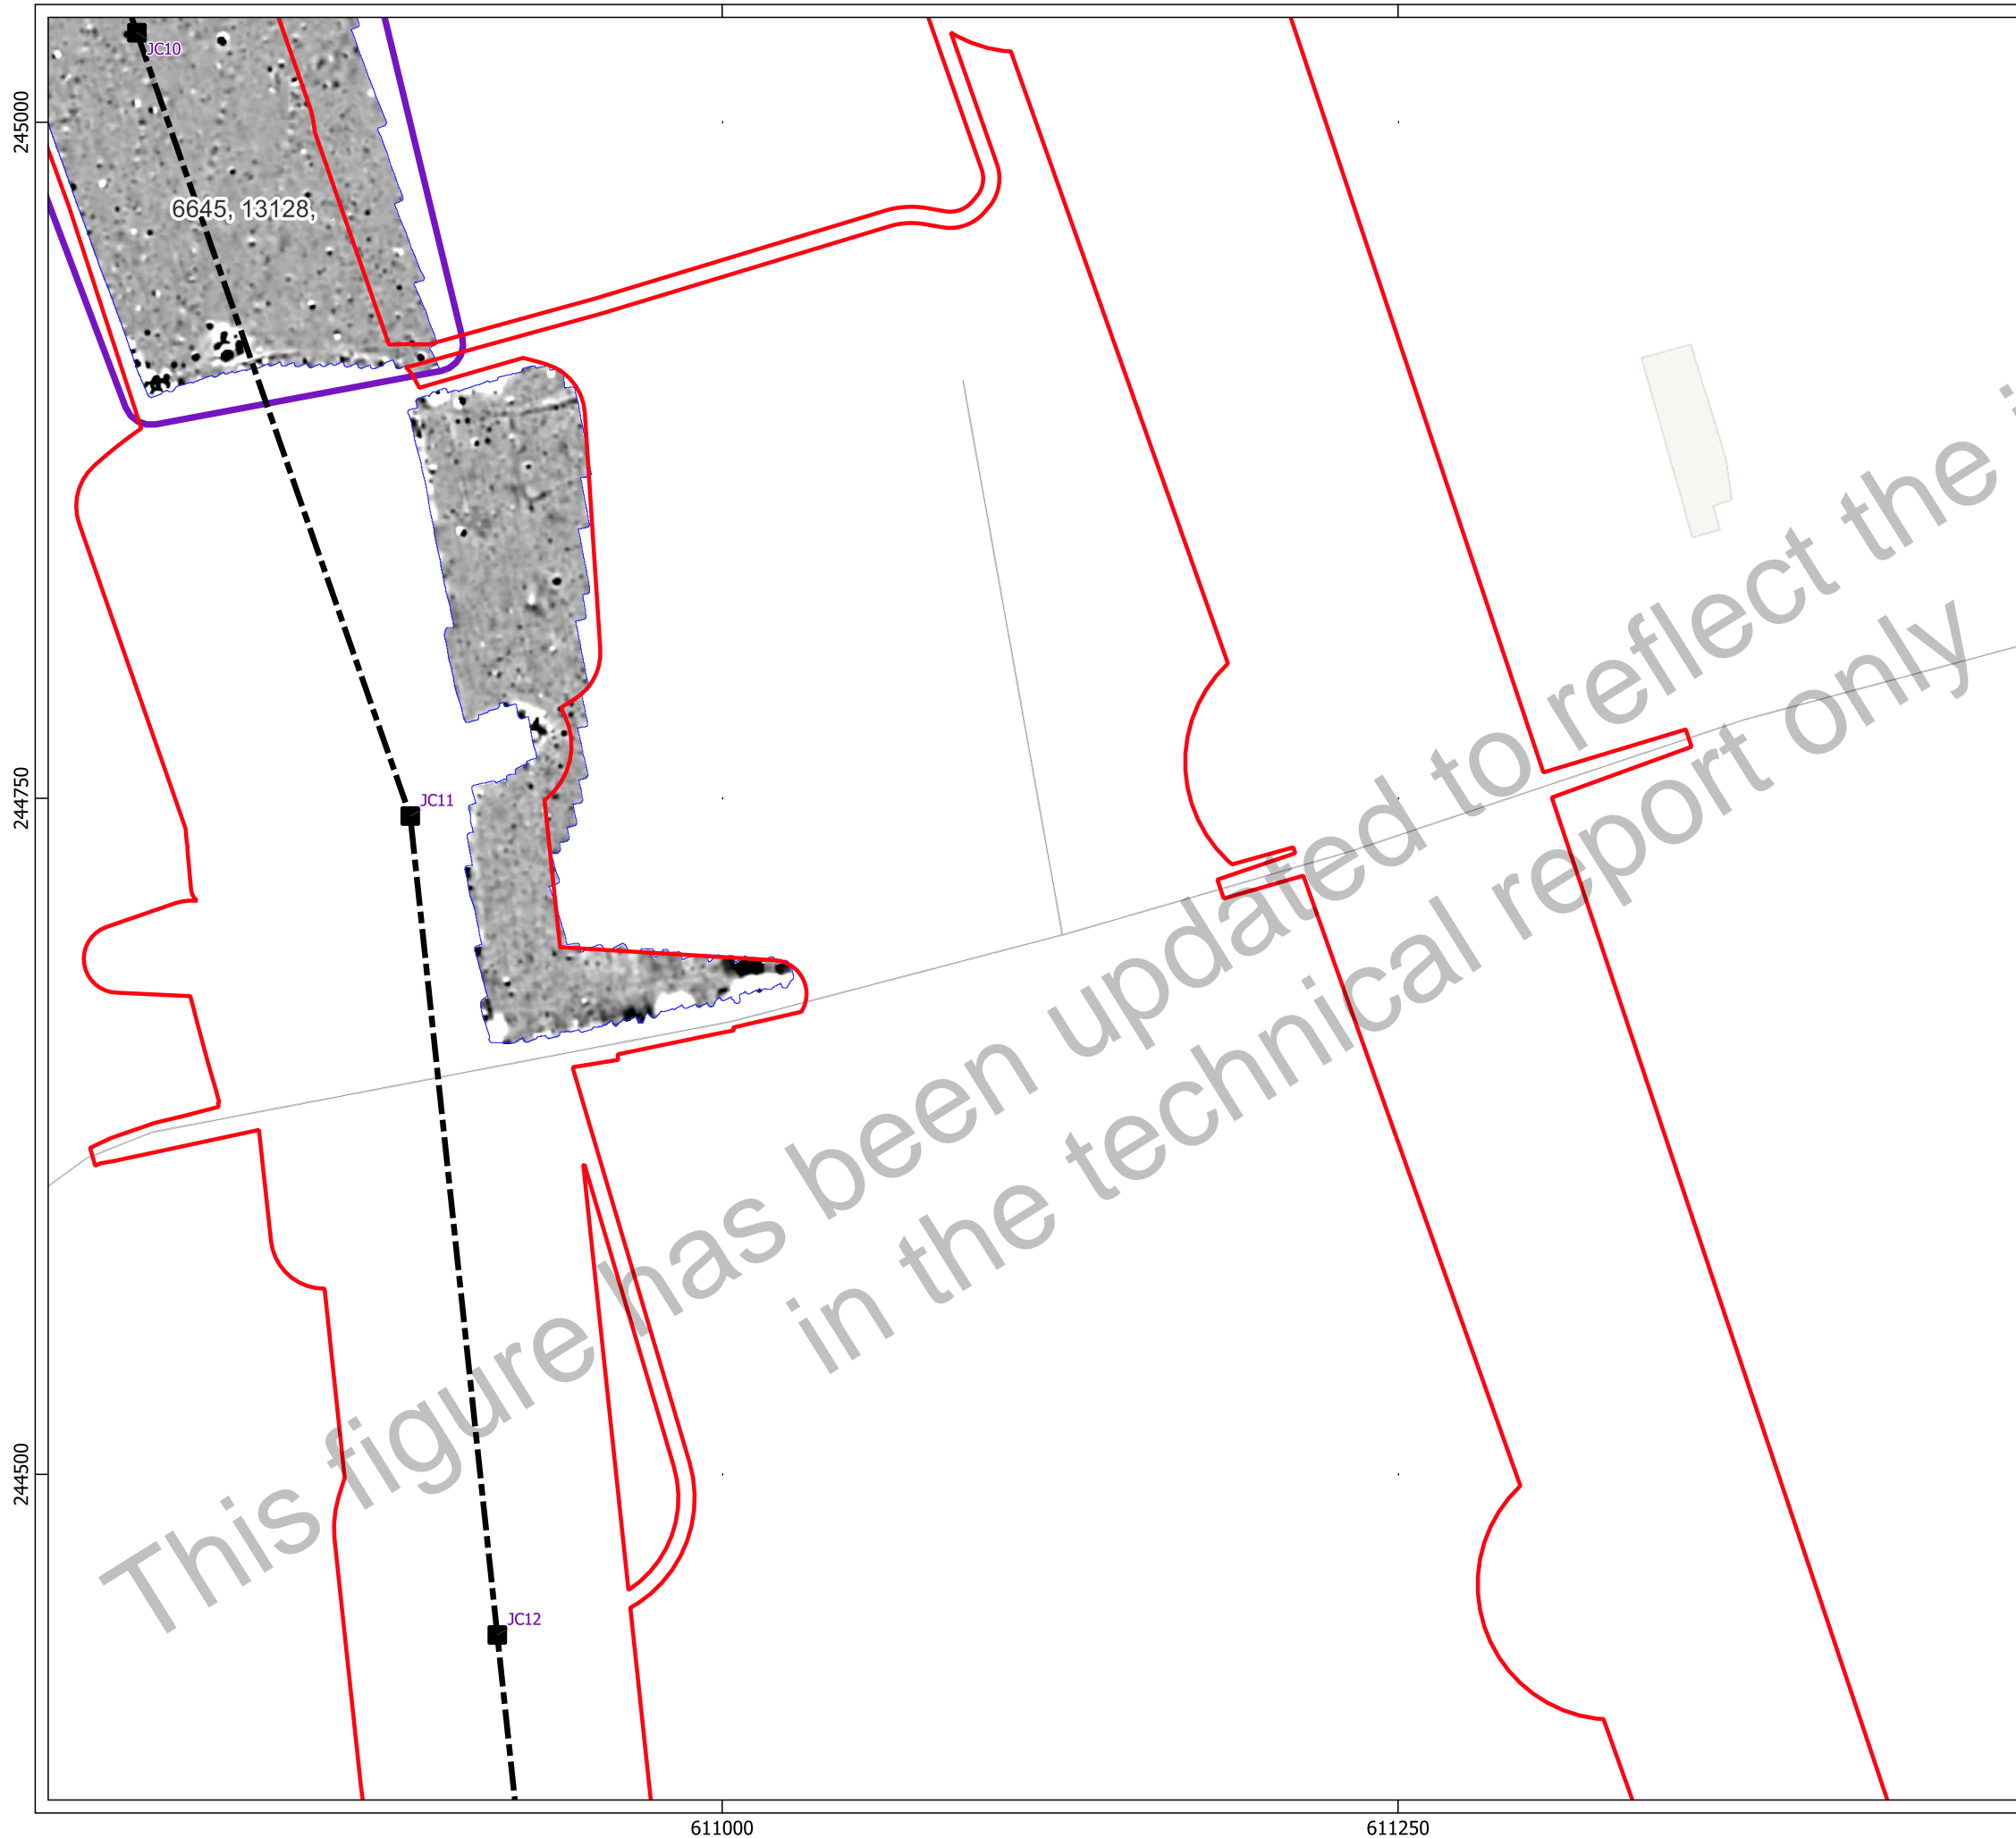 JC10
245000
6645, 13128,
This figure has been updated to reflect the
in the technical report only
244750
JC11
244500
JC12
611000
611250